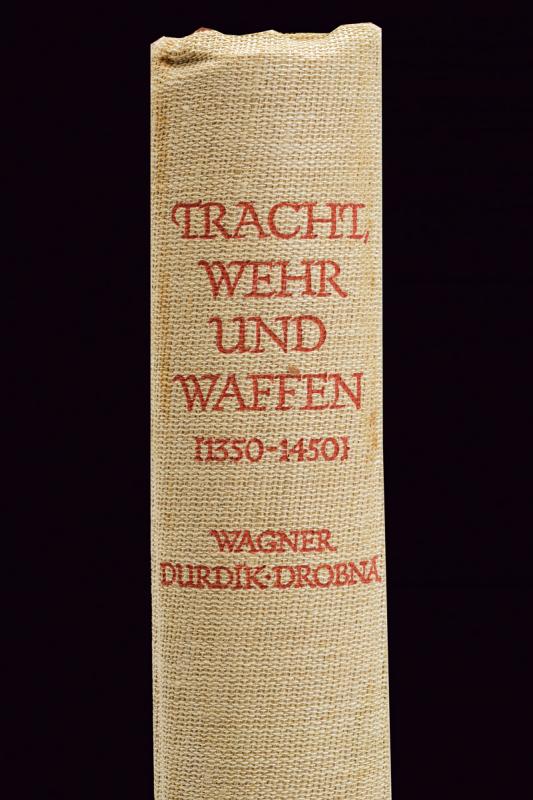 TRACHT,
WEHR
UND
WAFFEN
[1350-1450]
WAGNER
DURDÍK·DROBNÁ